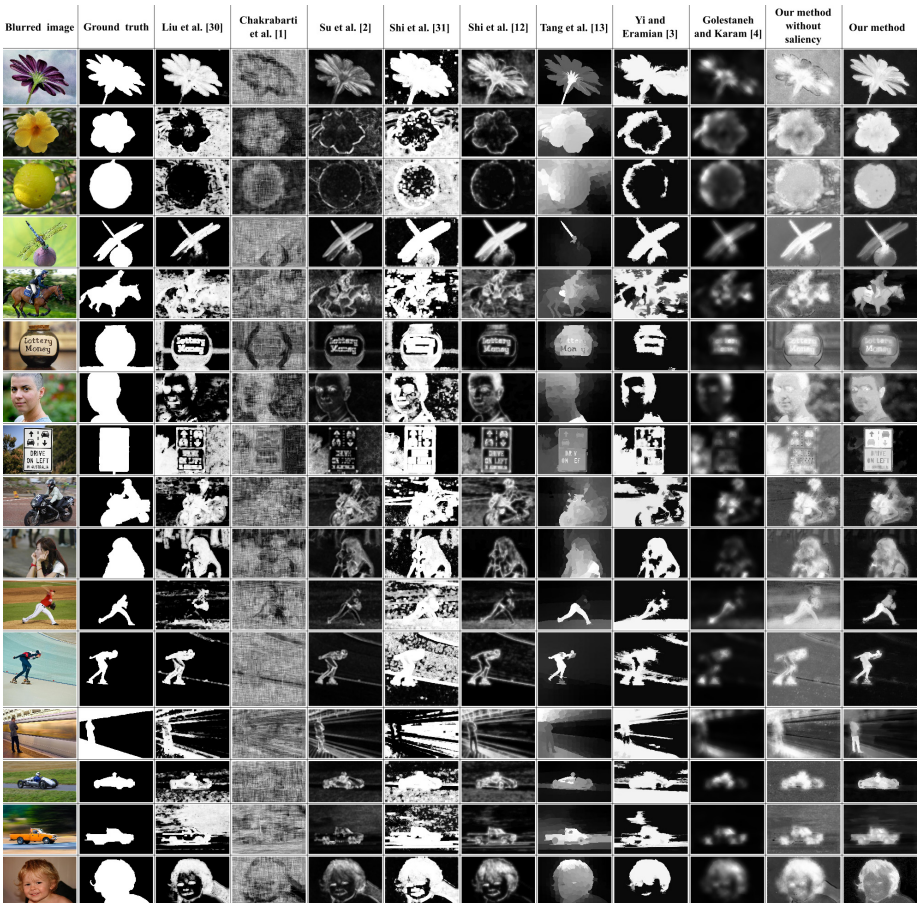 Blurred image
Ground truth
Liu et al. [30]
Chakrabarti
et al. [1]
Su et al. [2]
Shi et al. [31]
Shi et al. [12]
Tang et al. [13]
Yi and
Eramian [3]
Golestaneh
and Karam [4]
Our method
without
saliency
Our method
Lottery
Money
DRIVE
ON LEFT
IN AUSTRALIA